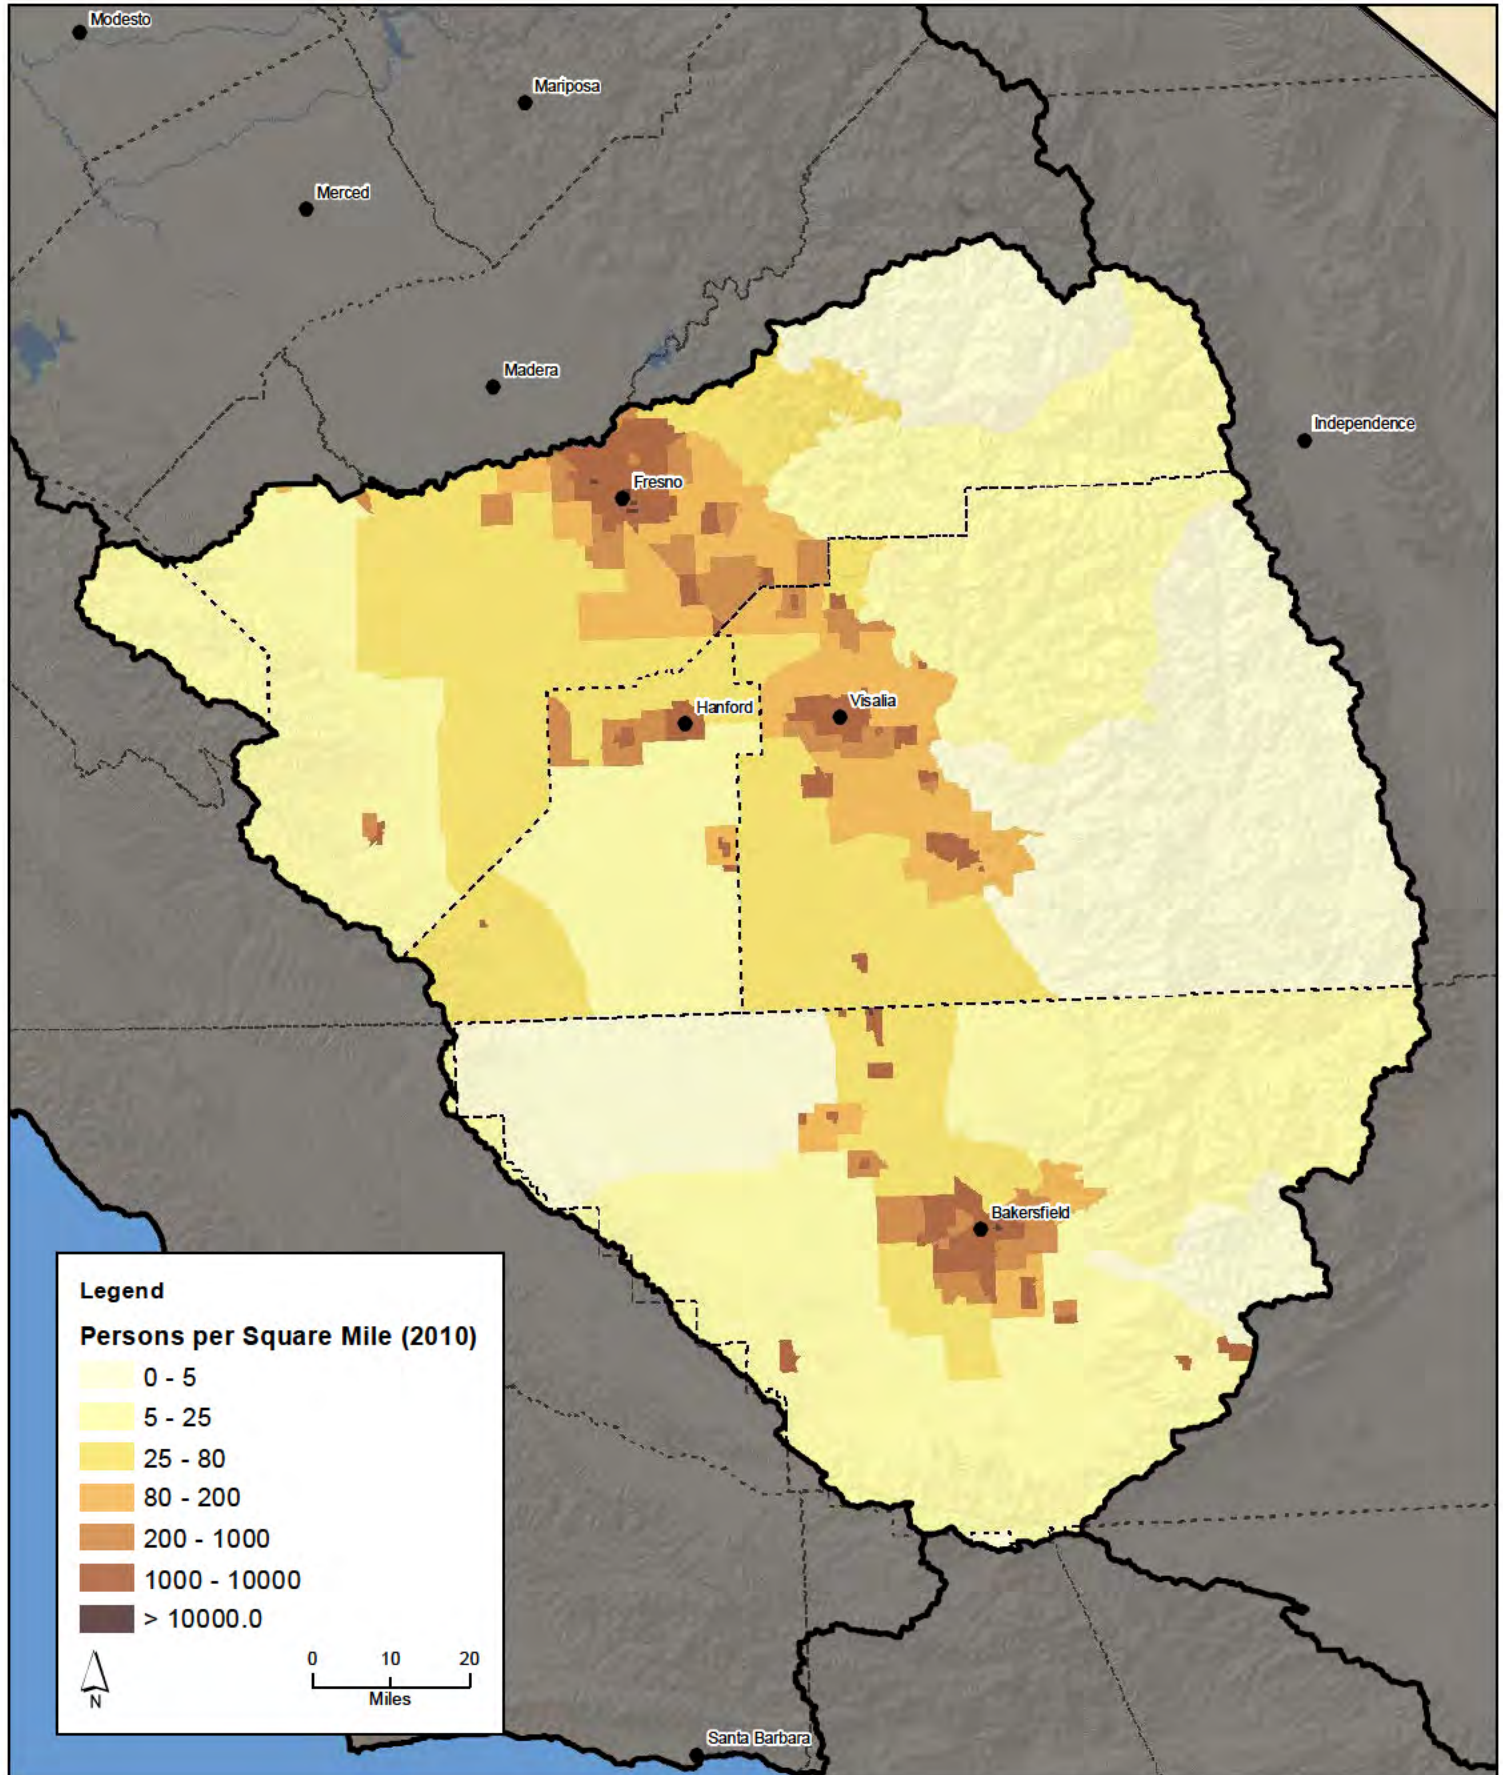 Modesto
Mariposa
Merced
Madera
Independence
Fresno
Hanford
Visalia
Bakersfield
Legend
Persons per Square Mile (2010)
0 - 5
5 - 25
25 - 80
80 - 200
200 - 1000
1000 - 10000
> 10000.0
N
0 10 20
Miles
Santa Barbara